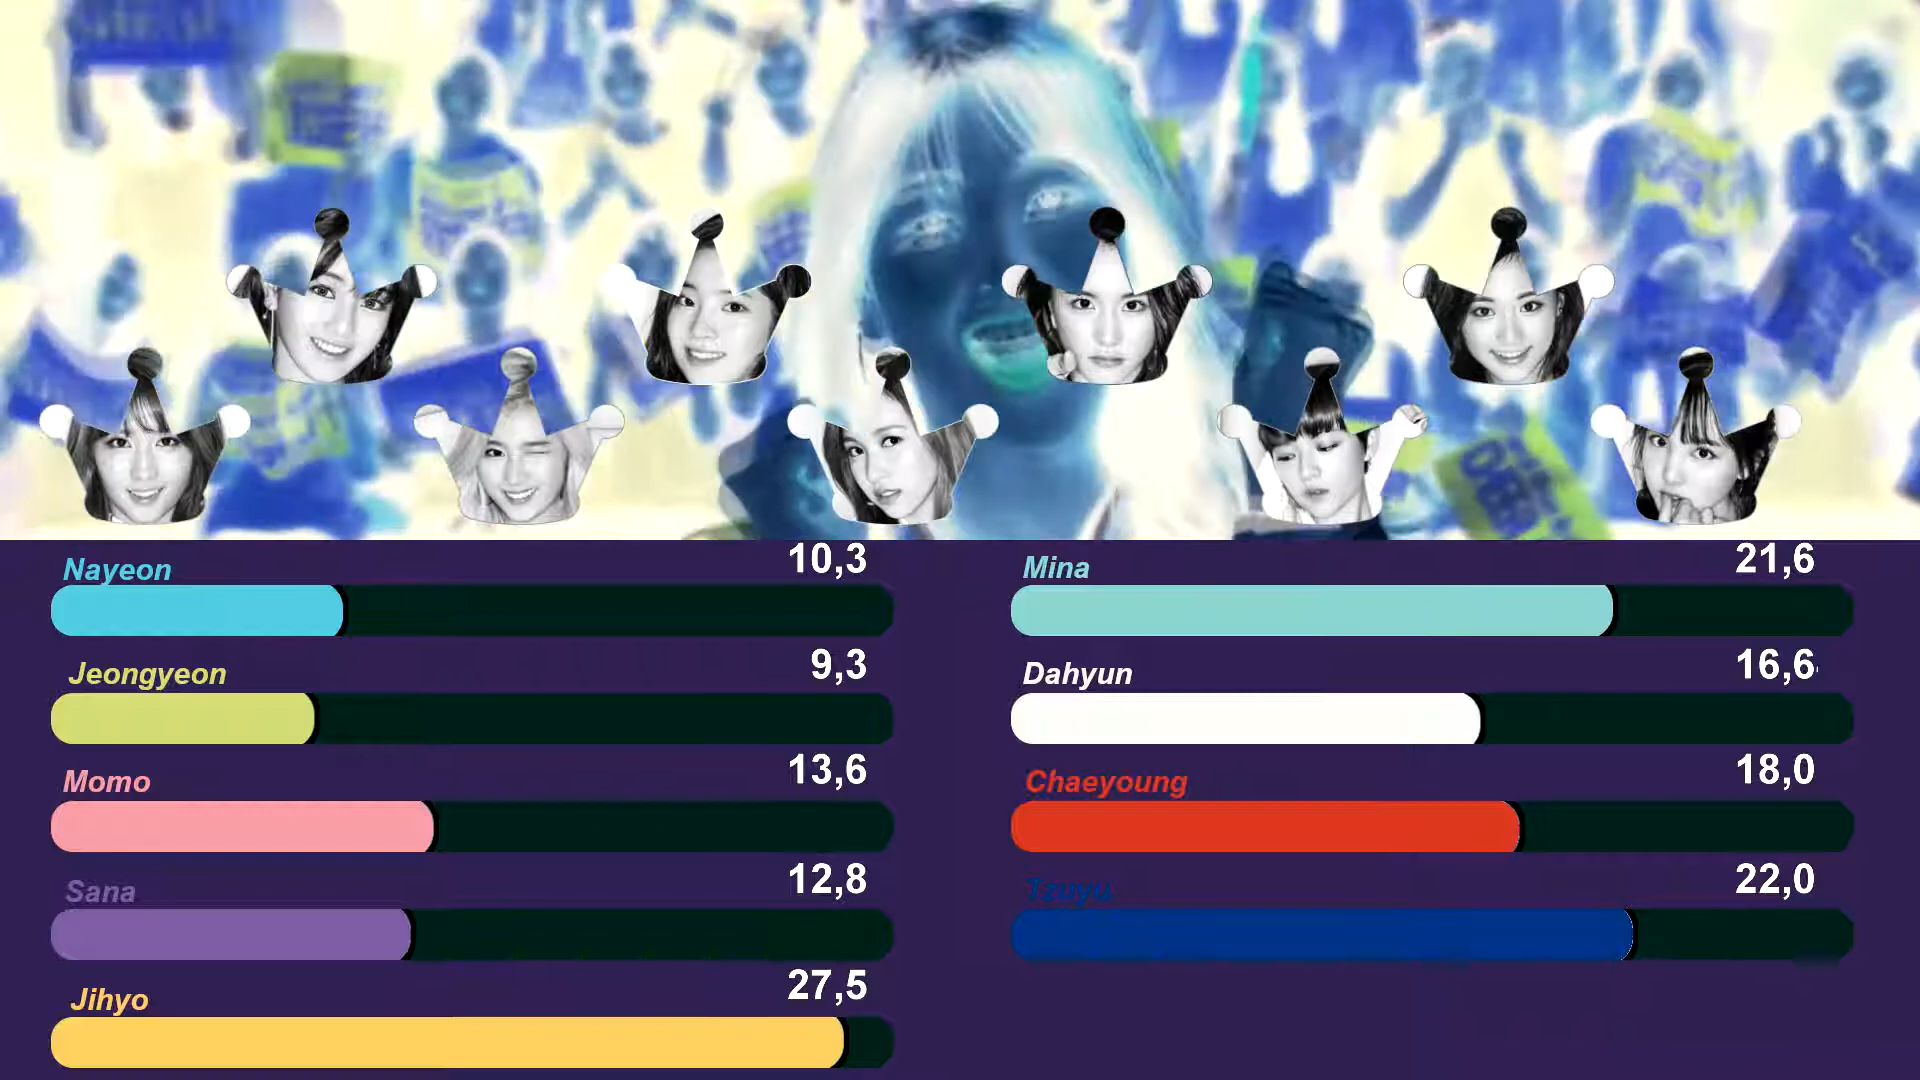 Nayeon 10,3
Jeongyeon 9,3
Momo 13,6
Sana 12,8
Jihyo 27,5
Mina 21,6
Dahyun 16,6
Chaeyoung 18,0
Tzuyu 22,0